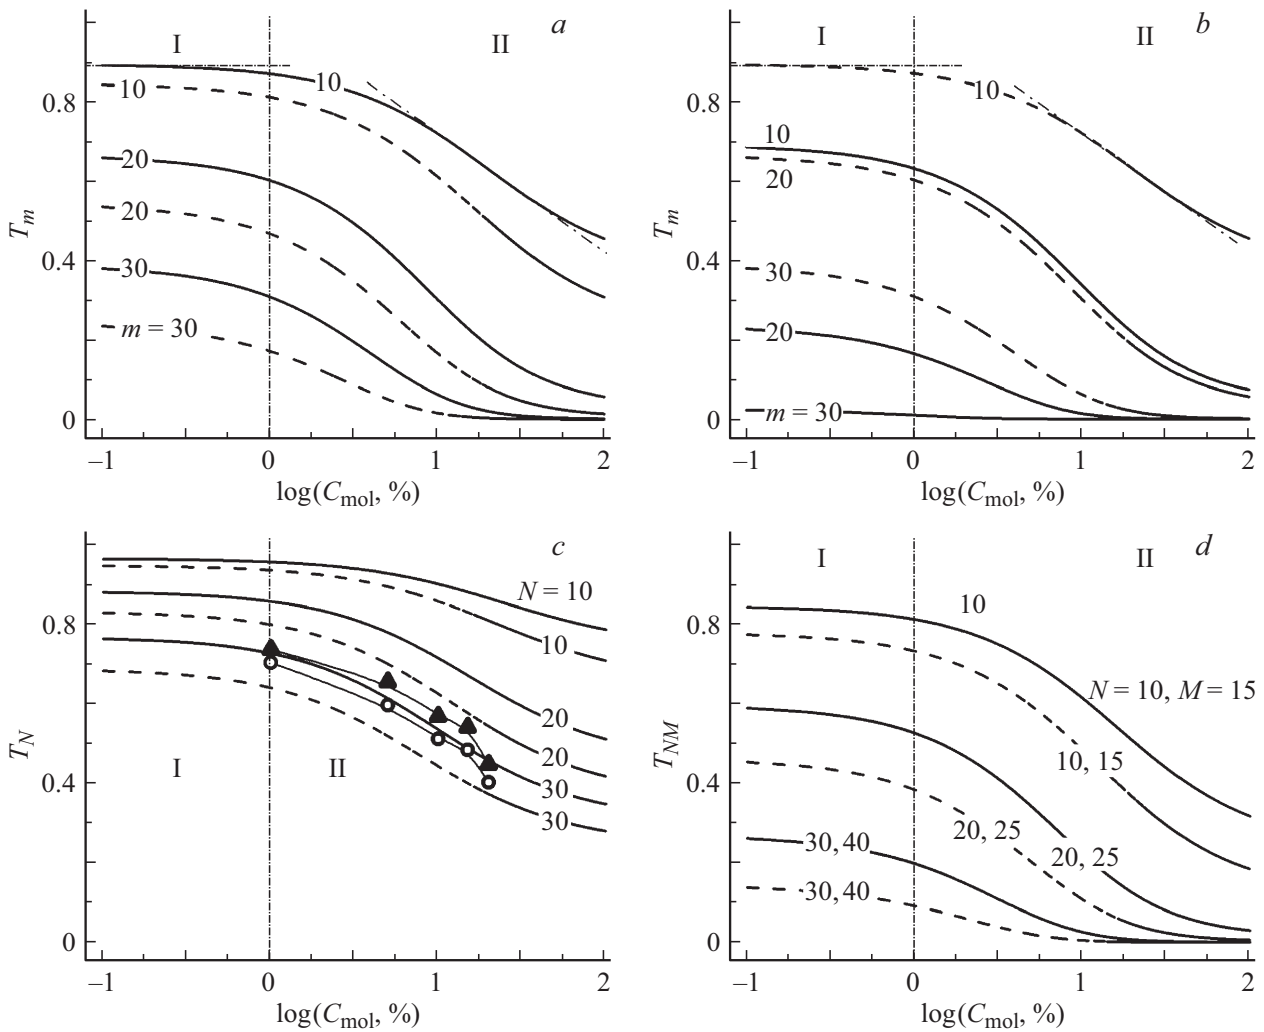 I
II
a
10
10
0.8
20
20
T_m
0.4
30
m = 30
0
−1
0
1
2
log(C_mol, %)
I
II
b
10
0.8
10
20
T_m
30
0.4
20
m = 30
0
−1
0
1
2
log(C_mol, %)
c
N = 10
0.8
10
20
T_N
I
II
20
0.4
30
30
0
−1
0
1
2
log(C_mol, %)
I
II
d
10
0.8
N = 10, M = 15
T_NM
10, 15
0.4
20, 25
30, 40
20, 25
30, 40
0
−1
0
1
2
log(C_mol, %)